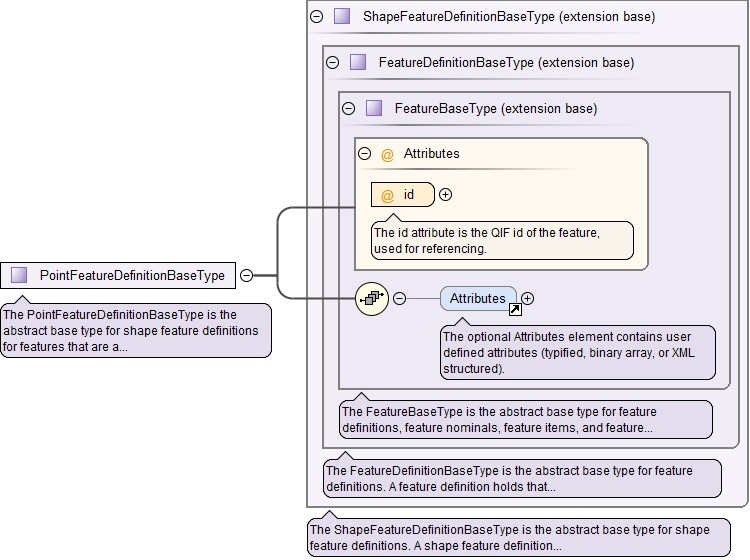 ShapeFeatureDefinitionBaseType (extension base)
FeatureDefinitionBaseType (extension base)
FeatureBaseType (extension base)
@ Attributes
@ id
The id attribute is the QIF id of the feature,
used for referencing.
PointFeatureDefinitionBaseType
The PointFeatureDefinitionBaseType is the
abstract base type for shape feature definitions
for features that are a...
Attributes
The optional Attributes element contains user
defined attributes (typified, binary array, or XML
structured).
The FeatureBaseType is the abstract base type for feature
definitions, feature nominals, feature items, and feature...
The FeatureDefinitionBaseType is the abstract base type for feature
definitions. A feature definition holds that...
The ShapeFeatureDefinitionBaseType is the abstract base type for shape
feature definitions. A shape feature definition...